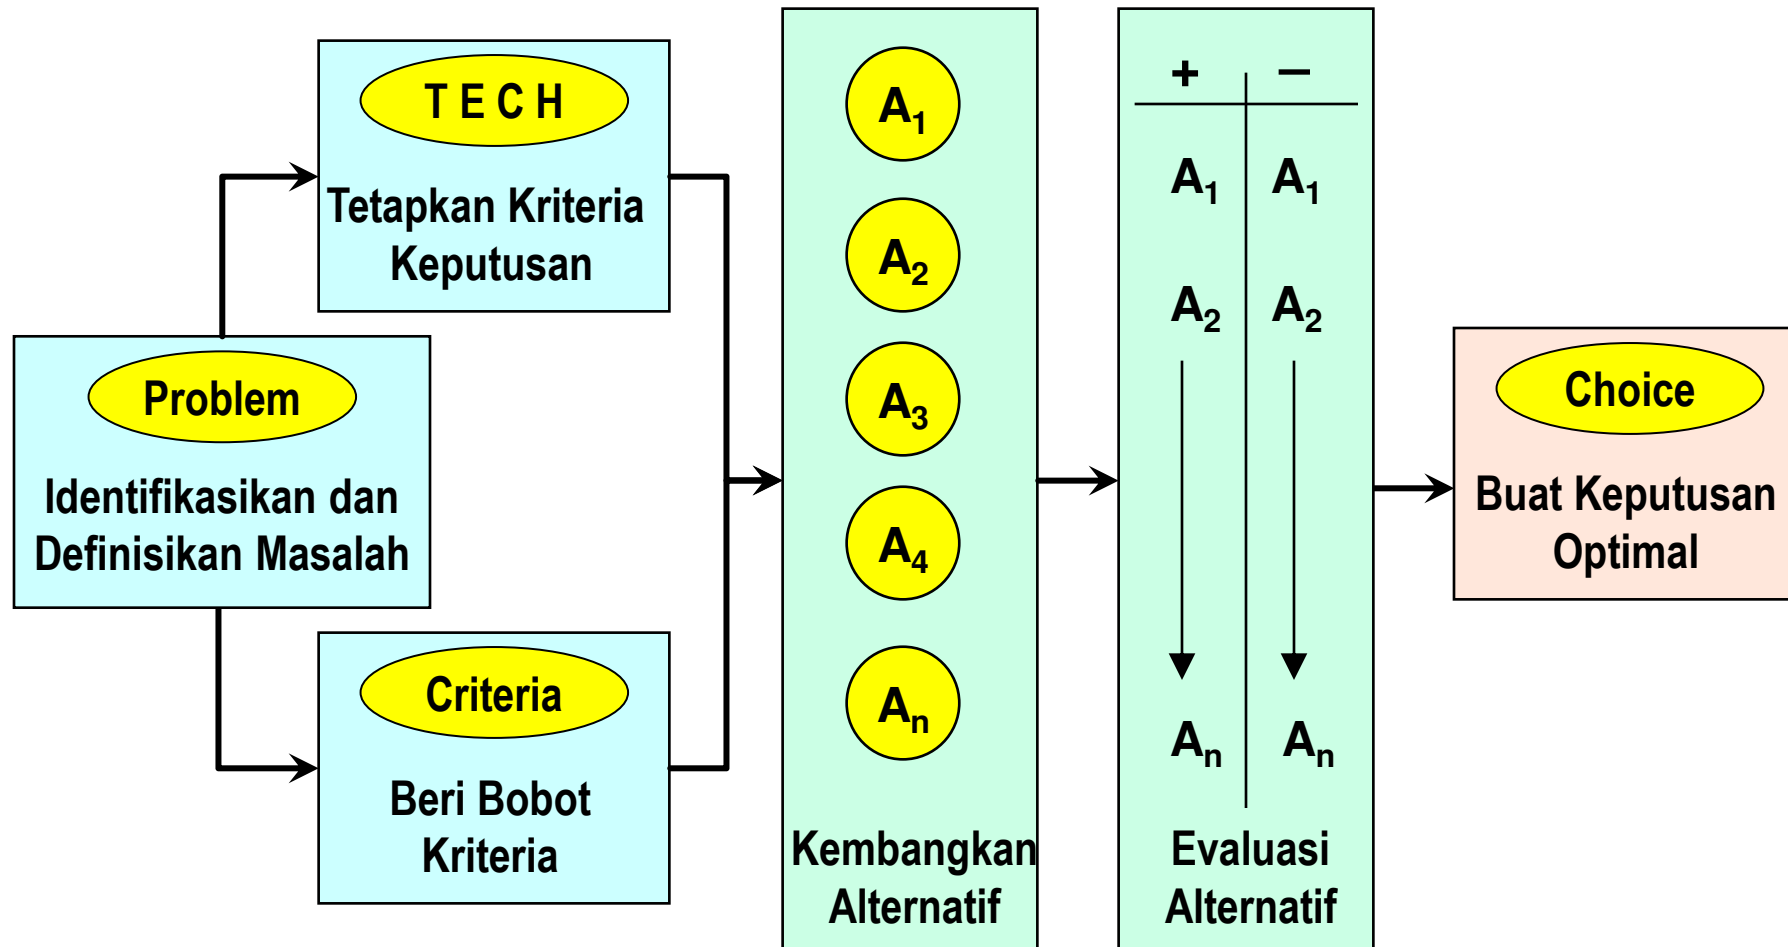 T E C H
Tetapkan Kriteria
Keputusan
Problem
Identifikasikan dan
Definisikan Masalah
Criteria
Beri Bobot
Kriteria
A1
A2
A3
A4
An
Kembangkan
Alternatif
+ −
A1 A1
A2 A2
An An
Evaluasi
Alternatif
Choice
Buat Keputusan
Optimal